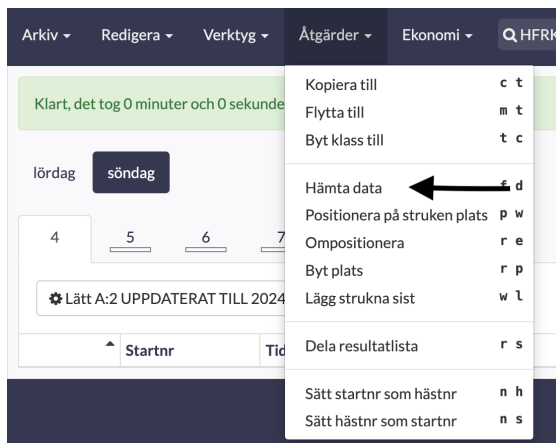 Arkiv Redigera Verktyg Åtgärder Ekonomi HFRK
Klart, det tog 0 minuter och 0 sekunde
lördag söndag
4 5 6 7
Lätt A:2 UPPDATERAT TILL 2024
Startnr Tid
Kopiera till c t
Flytta till m t
Byt klass till t c
Hämta data f d
Positionera på struken plats p w
Ompositionera r e
Byt plats r p
Lägg strukna sist w l
Dela resultatlista r s
Sätt startnr som hästnr n h
Sätt hästnr som startnr n s